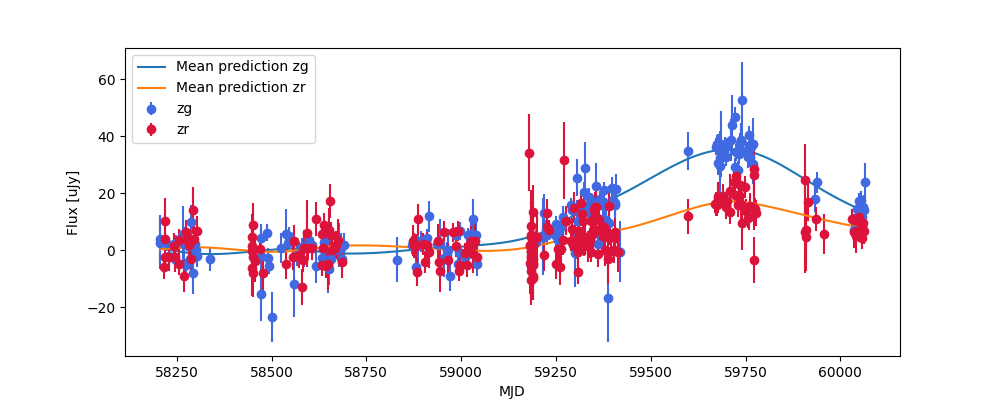 Mean prediction zg
Mean prediction zr
zg
zr
Flux [uJy]
60
40
20
0
−20
58250 58500 58750 59000 59250 59500 59750 60000
MJD